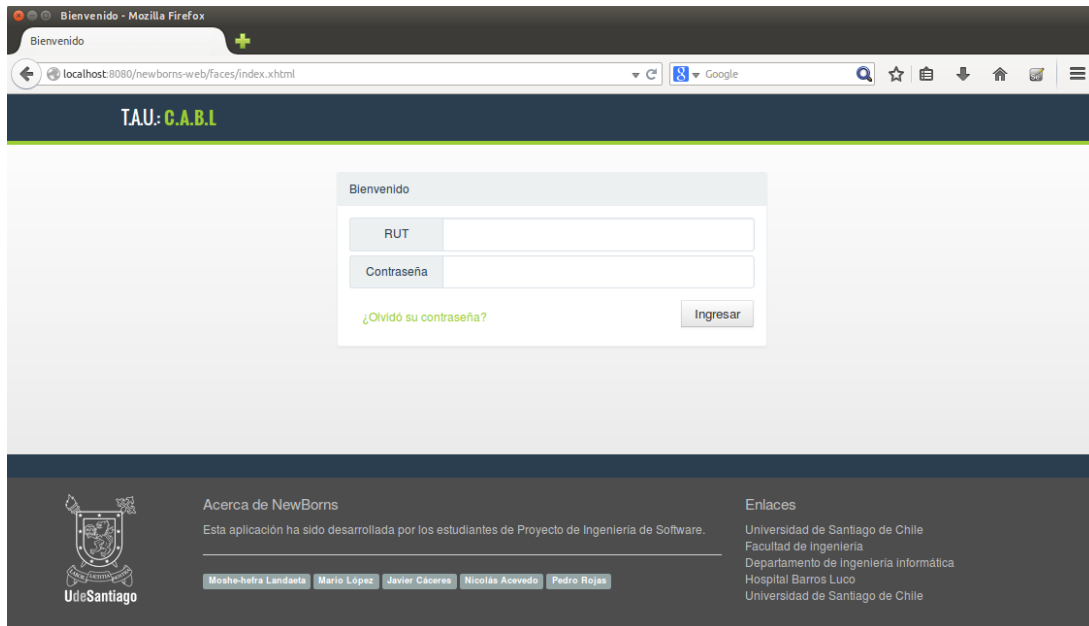 Bienvenido - Mozilla Firefox
Bienvenido
localhost:8080/newborns-web/faces/index.xhtml
Google
T.A.U.: C.A.B.L
Bienvenido
RUT
Contraseña
¿Olvidó su contraseña?
Ingresar
LABOR LAETITIA NOSTRA
UdeSantiago
Acerca de NewBorns
Esta aplicación ha sido desarrollada por los estudiantes de Proyecto de Ingeniería de Software.
Moshe-hefra Landaeta Mario López Javier Cáceres Nicolás Acevedo Pedro Rojas
Enlaces
Universidad de Santiago de Chile
Facultad de ingeniería
Departamento de ingeniería informática
Hospital Barros Luco
Universidad de Santiago de Chile